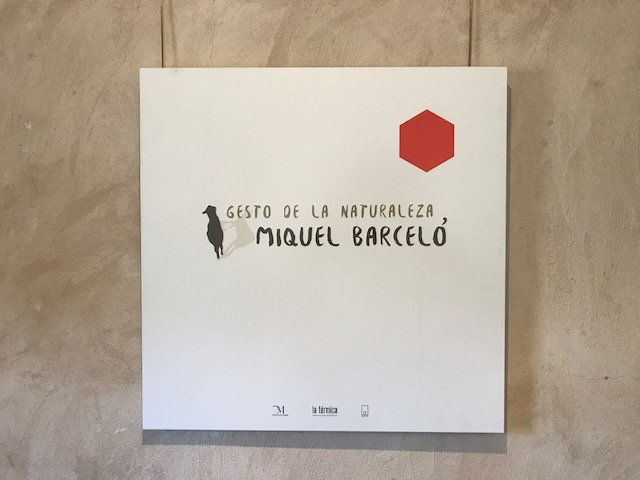 GESTO DE LA NATURALEZA
MIQUEL BARCELÓ
M
la térmica